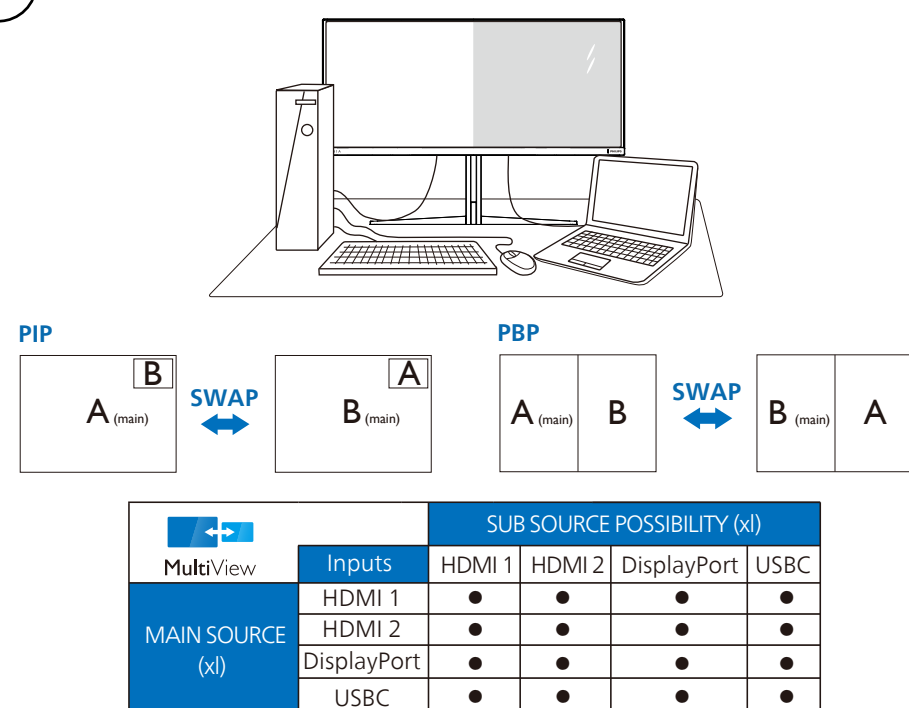 PIP
PBP
B
A (main)
SWAP
A
B (main)
A (main)
B
SWAP
B (main)
A
MultiView
SUB SOURCE POSSIBILITY (xl)
Inputs
HDMI 1
HDMI 2
DisplayPort
USBC
MAIN SOURCE
(xl)
HDMI 1
● ● ● ●
HDMI 2
● ● ● ●
DisplayPort
● ● ● ●
USBC
● ● ● ●